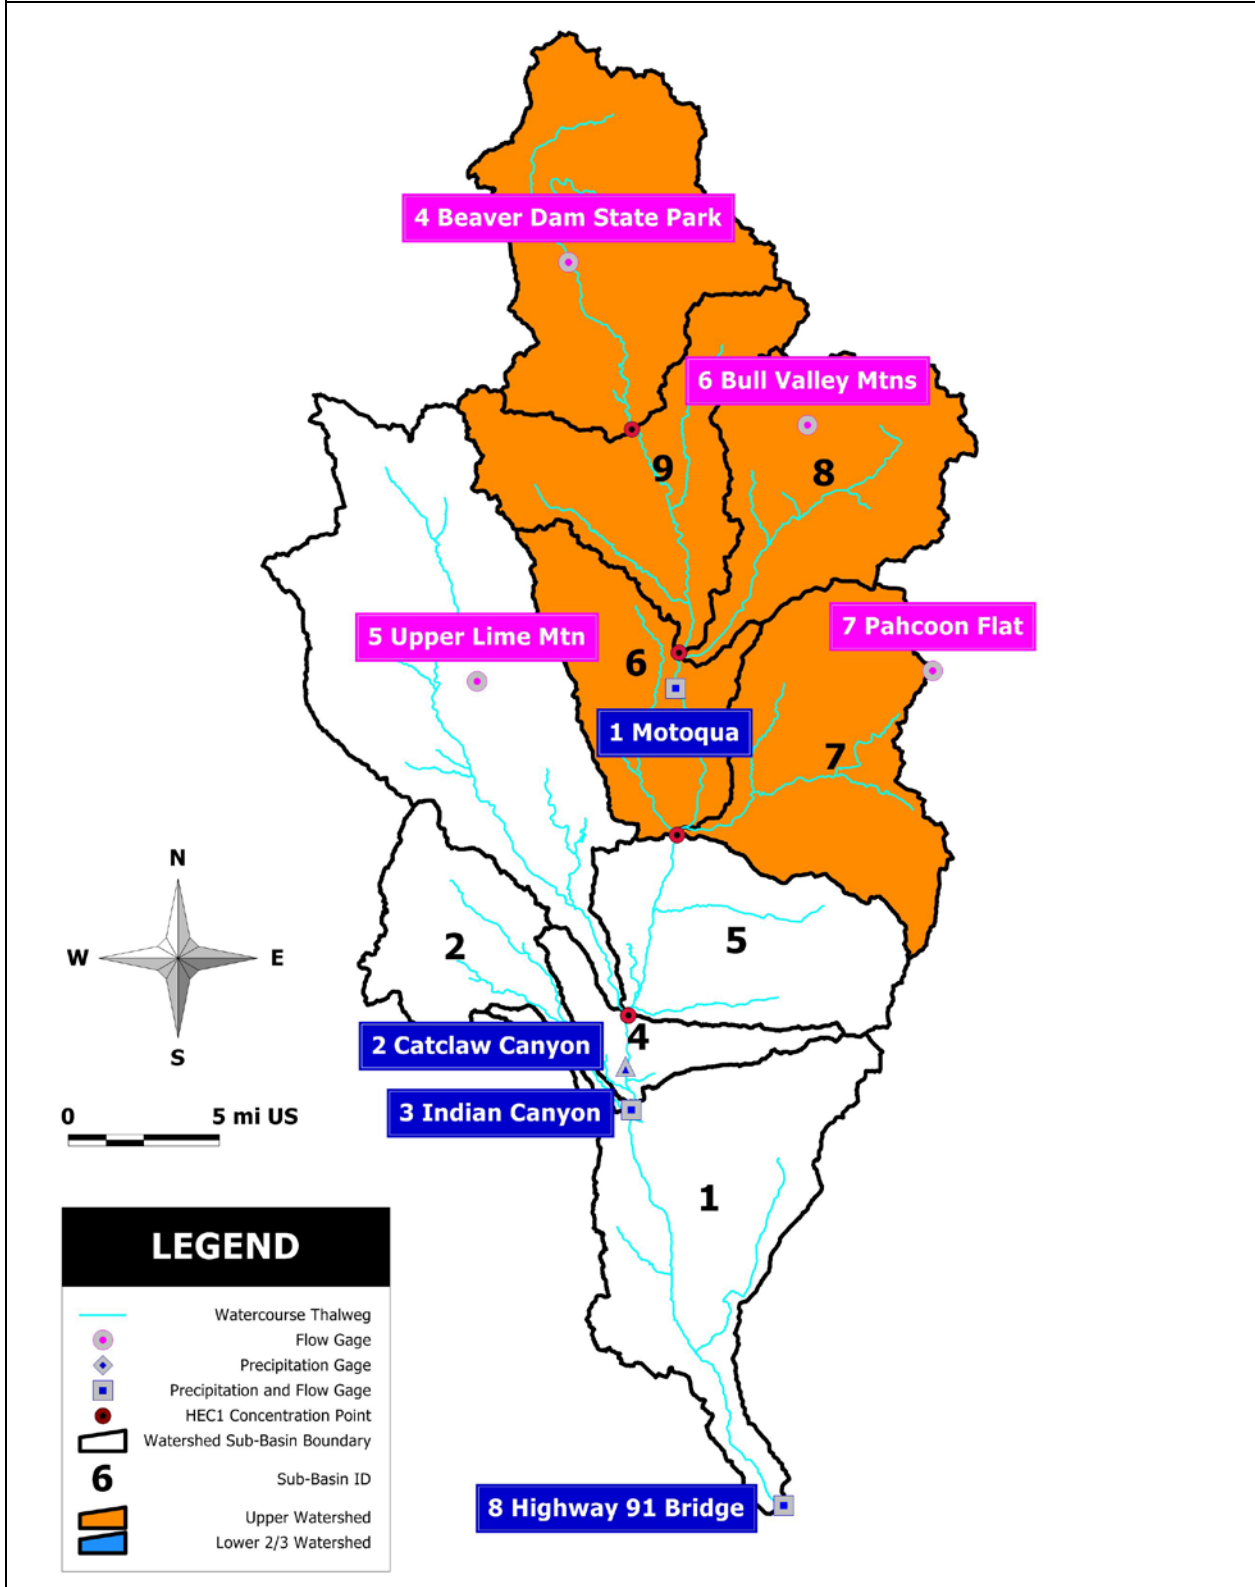 4 Beaver Dam State Park
6 Bull Valley Mtns
9
8
7 Pahcoon Flat
5 Upper Lime Mtn
6
1 Motoqua
7
N
W
E
S
2
5
4
2 Catclaw Canyon
3 Indian Canyon
0 5 mi US
1
LEGEND
Watercourse Thalweg
Flow Gage
Precipitation Gage
Precipitation and Flow Gage
HEC1 Concentration Point
Watershed Sub-Basin Boundary
6 Sub-Basin ID
Upper Watershed
Lower 2/3 Watershed
8 Highway 91 Bridge